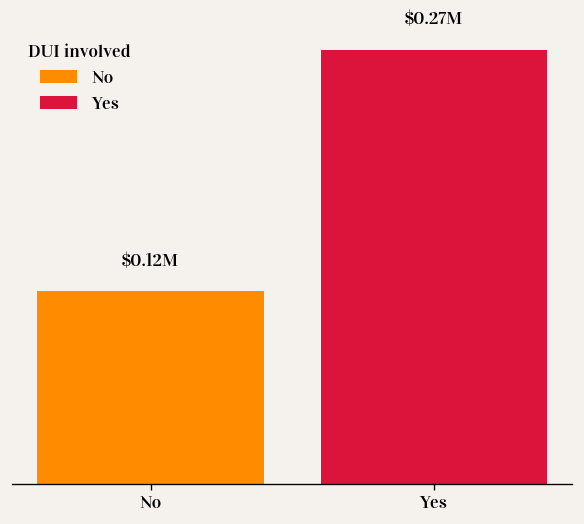 $0.27M
DUI involved
No
Yes
$0.12M
No
Yes